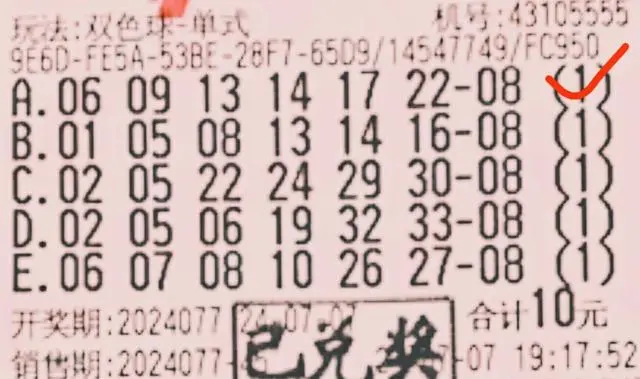 玩法:双色球-单式 机号:43105555
9E6D-FE5A-53BE-28F7-65D9/14547749/FC950
A.06 09 13 14 17 22-08 (1)
B.01 05 08 13 14 16-08 (1)
C.02 05 22 24 29 30-08 (1)
D.02 05 06 19 32 33-08 (1)
E.06 07 08 10 26 27-08 (1)
开奖期:2024077 24-07-07 合计10元
销售期:2024077- -07 19:17:52
已兑奖